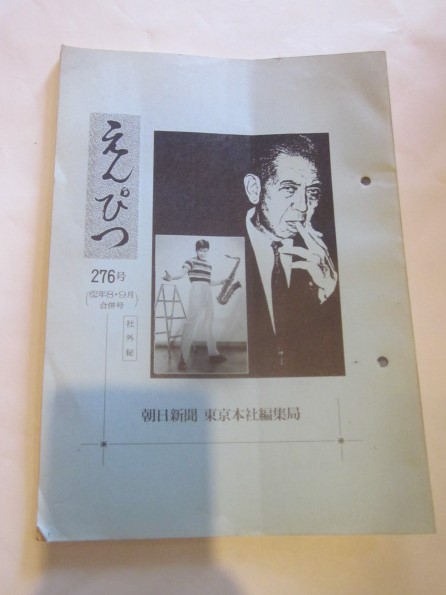 えんぴつ
276号
(62年8・9月
合併号)
社外秘
朝日新聞 東京本社編集局